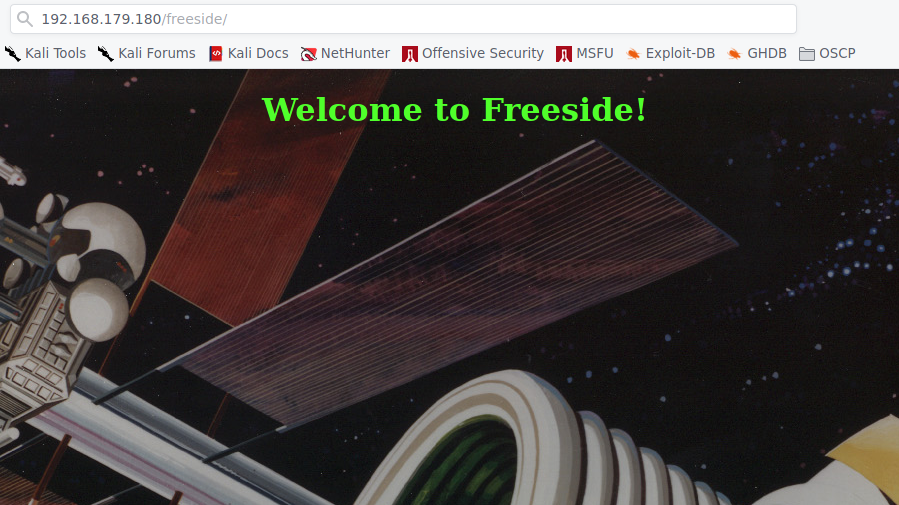 192.168.179.180/freeside/
Kali Tools Kali Forums Kali Docs NetHunter Offensive Security MSFU Exploit-DB GHDB OSCP
Welcome to Freeside!